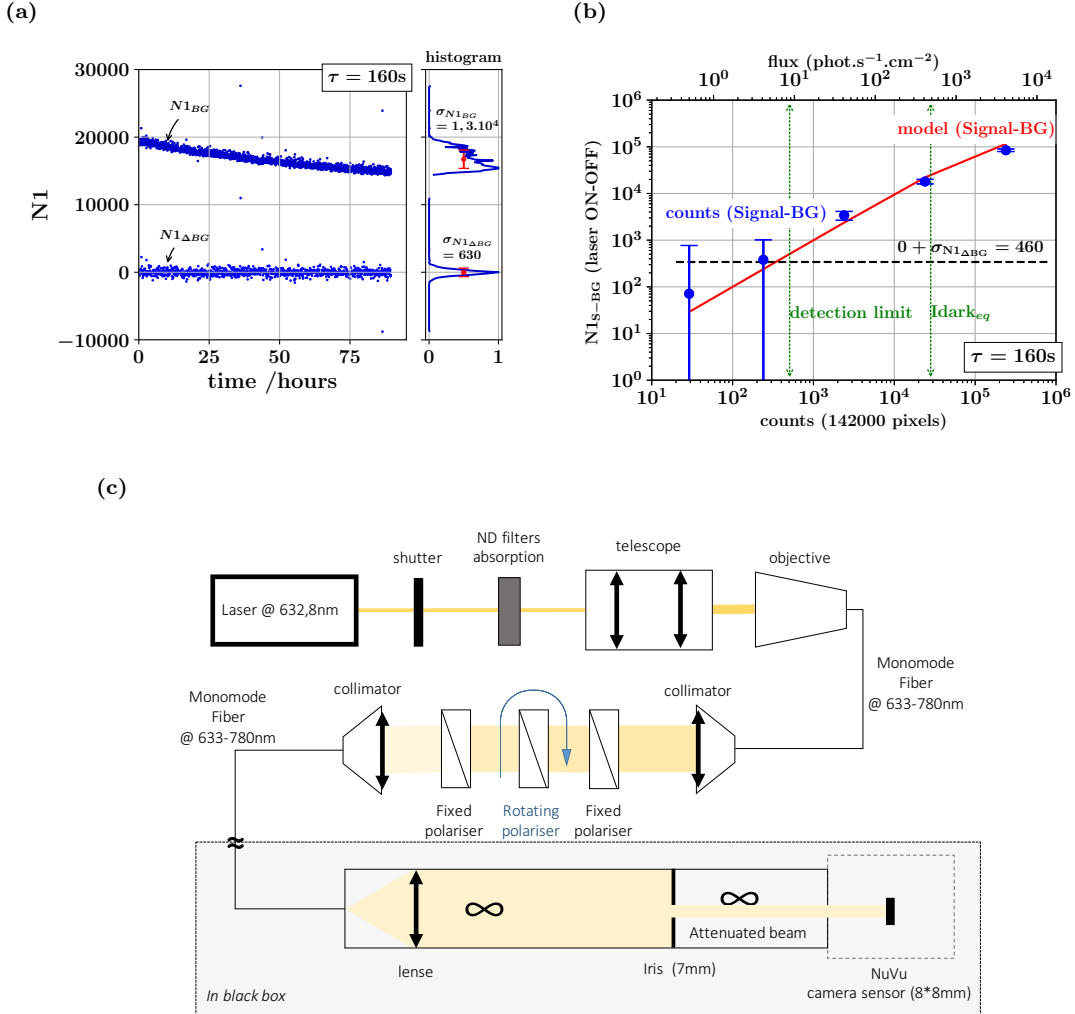 (a)
histogram
τ = 160s
30000
20000
10000
0
−10000
N1
N1_BG
N1_ΔBG
σ_N1_BG
= 1,3.10^4
σ_N1_ΔBG
= 630
0 25 50 75
time /hours
0 1
(b)
flux (phot.s^-1.cm^-2)
10^0 10^1 10^2 10^3 10^4
10^6
10^5
10^4
10^3
10^2
10^1
10^0
N1_S−BG (laser ON-OFF)
model (Signal-BG)
counts (Signal-BG)
0 + σ_N1_ΔBG = 460
detection limit
Idark_eq
τ = 160s
10^1 10^2 10^3 10^4 10^5 10^6
counts (142000 pixels)
(c)
Laser @ 632,8nm
shutter
ND filters
absorption
telescope
objective
Monomode
Fiber
@ 633-780nm
collimator
Fixed
polariser
Rotating
polariser
Fixed
polariser
collimator
Monomode
Fiber
@ 633-780nm
≈
∞
∞
Attenuated beam
lense
Iris (7mm)
NuVu
camera sensor (8*8mm)
In black box